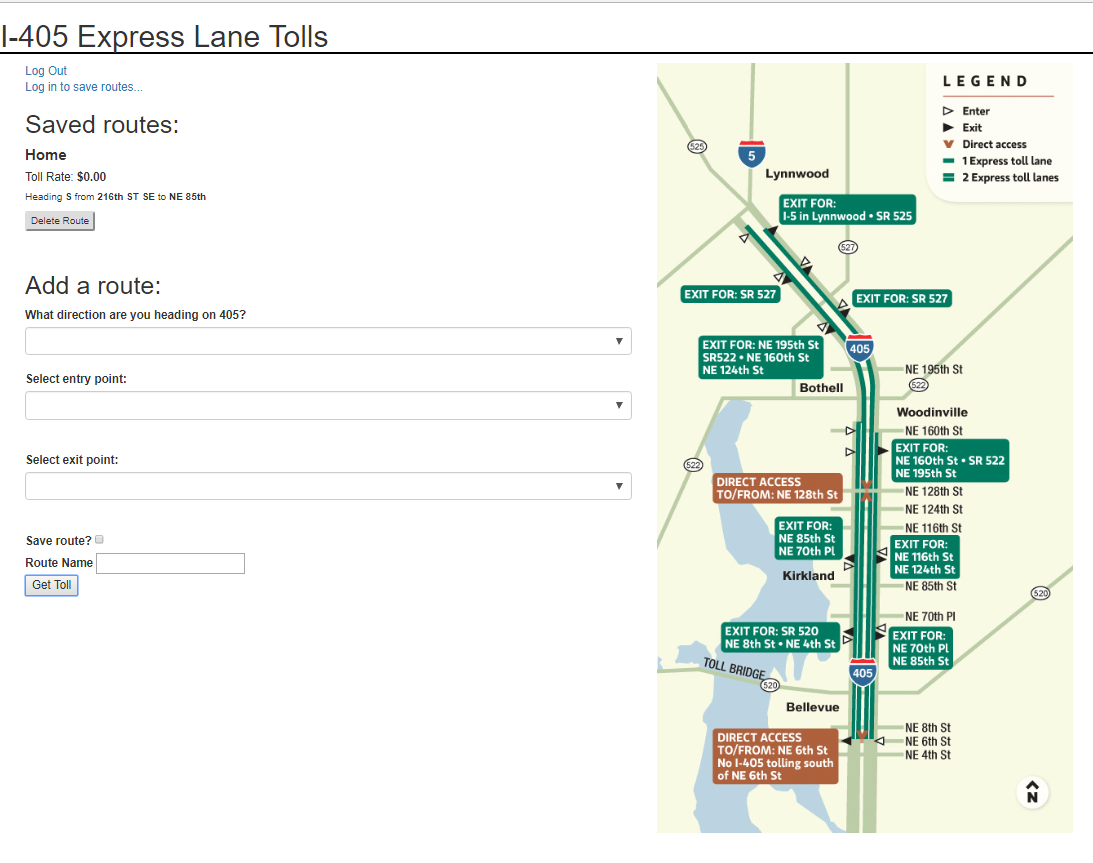 I-405 Express Lane Tolls
Log Out
Log in to save routes...
Saved routes:
Home
Toll Rate: $0.00
Heading S from 216th ST SE to NE 85th
Delete Route
Add a route:
What direction are you heading on 405?
Select entry point:
Select exit point:
Save route?
Route Name
Get Toll
LEGEND
Enter
Exit
Direct access
1 Express toll lane
2 Express toll lanes
525
5
Lynnwood
EXIT FOR:
I-5 in Lynnwood • SR 525
527
EXIT FOR: SR 527
EXIT FOR: SR 527
EXIT FOR: NE 195th St
SR522 • NE 160th St
NE 124th St
405
NE 195th St
522
Bothell
Woodinville
NE 160th St
EXIT FOR:
NE 160th St • SR 522
NE 195th St
522
DIRECT ACCESS
TO/FROM: NE 128th St
NE 128th St
NE 124th St
NE 116th St
EXIT FOR:
NE 85th St
NE 70th Pl
EXIT FOR:
NE 116th St
NE 124th St
Kirkland
NE 85th St
520
NE 70th Pl
EXIT FOR: SR 520
NE 8th St • NE 4th St
EXIT FOR:
NE 70th Pl
NE 85th St
405
TOLL BRIDGE
520
Bellevue
NE 8th St
NE 6th St
NE 4th St
DIRECT ACCESS
TO/FROM: NE 6th St
No I-405 tolling south
of NE 6th St
N